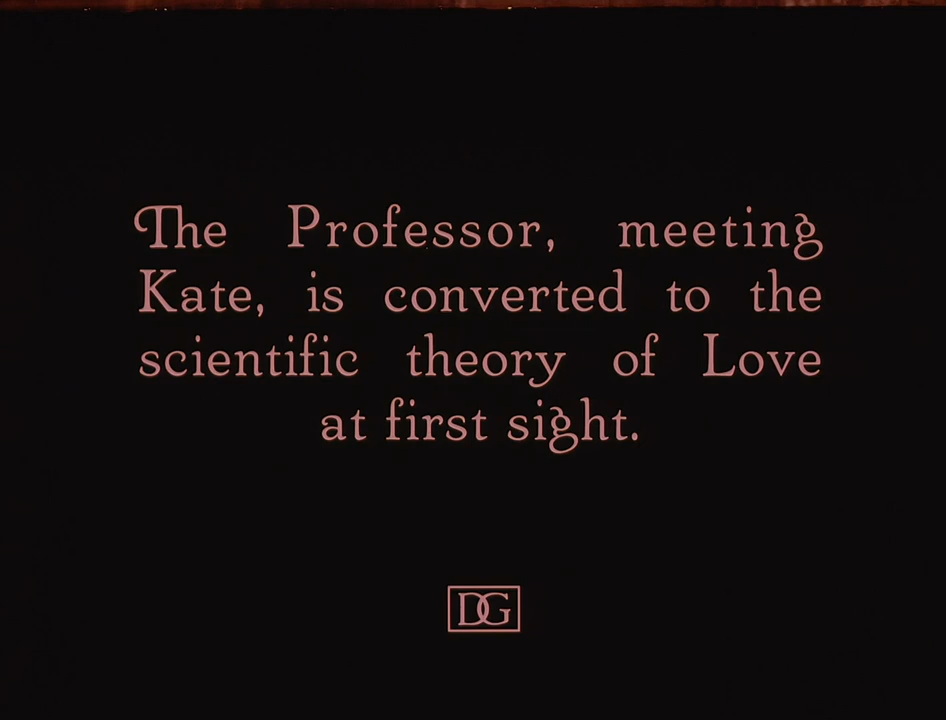 The Professor, meeting
Kate, is converted to the
scientific theory of Love
at first sight.
DG